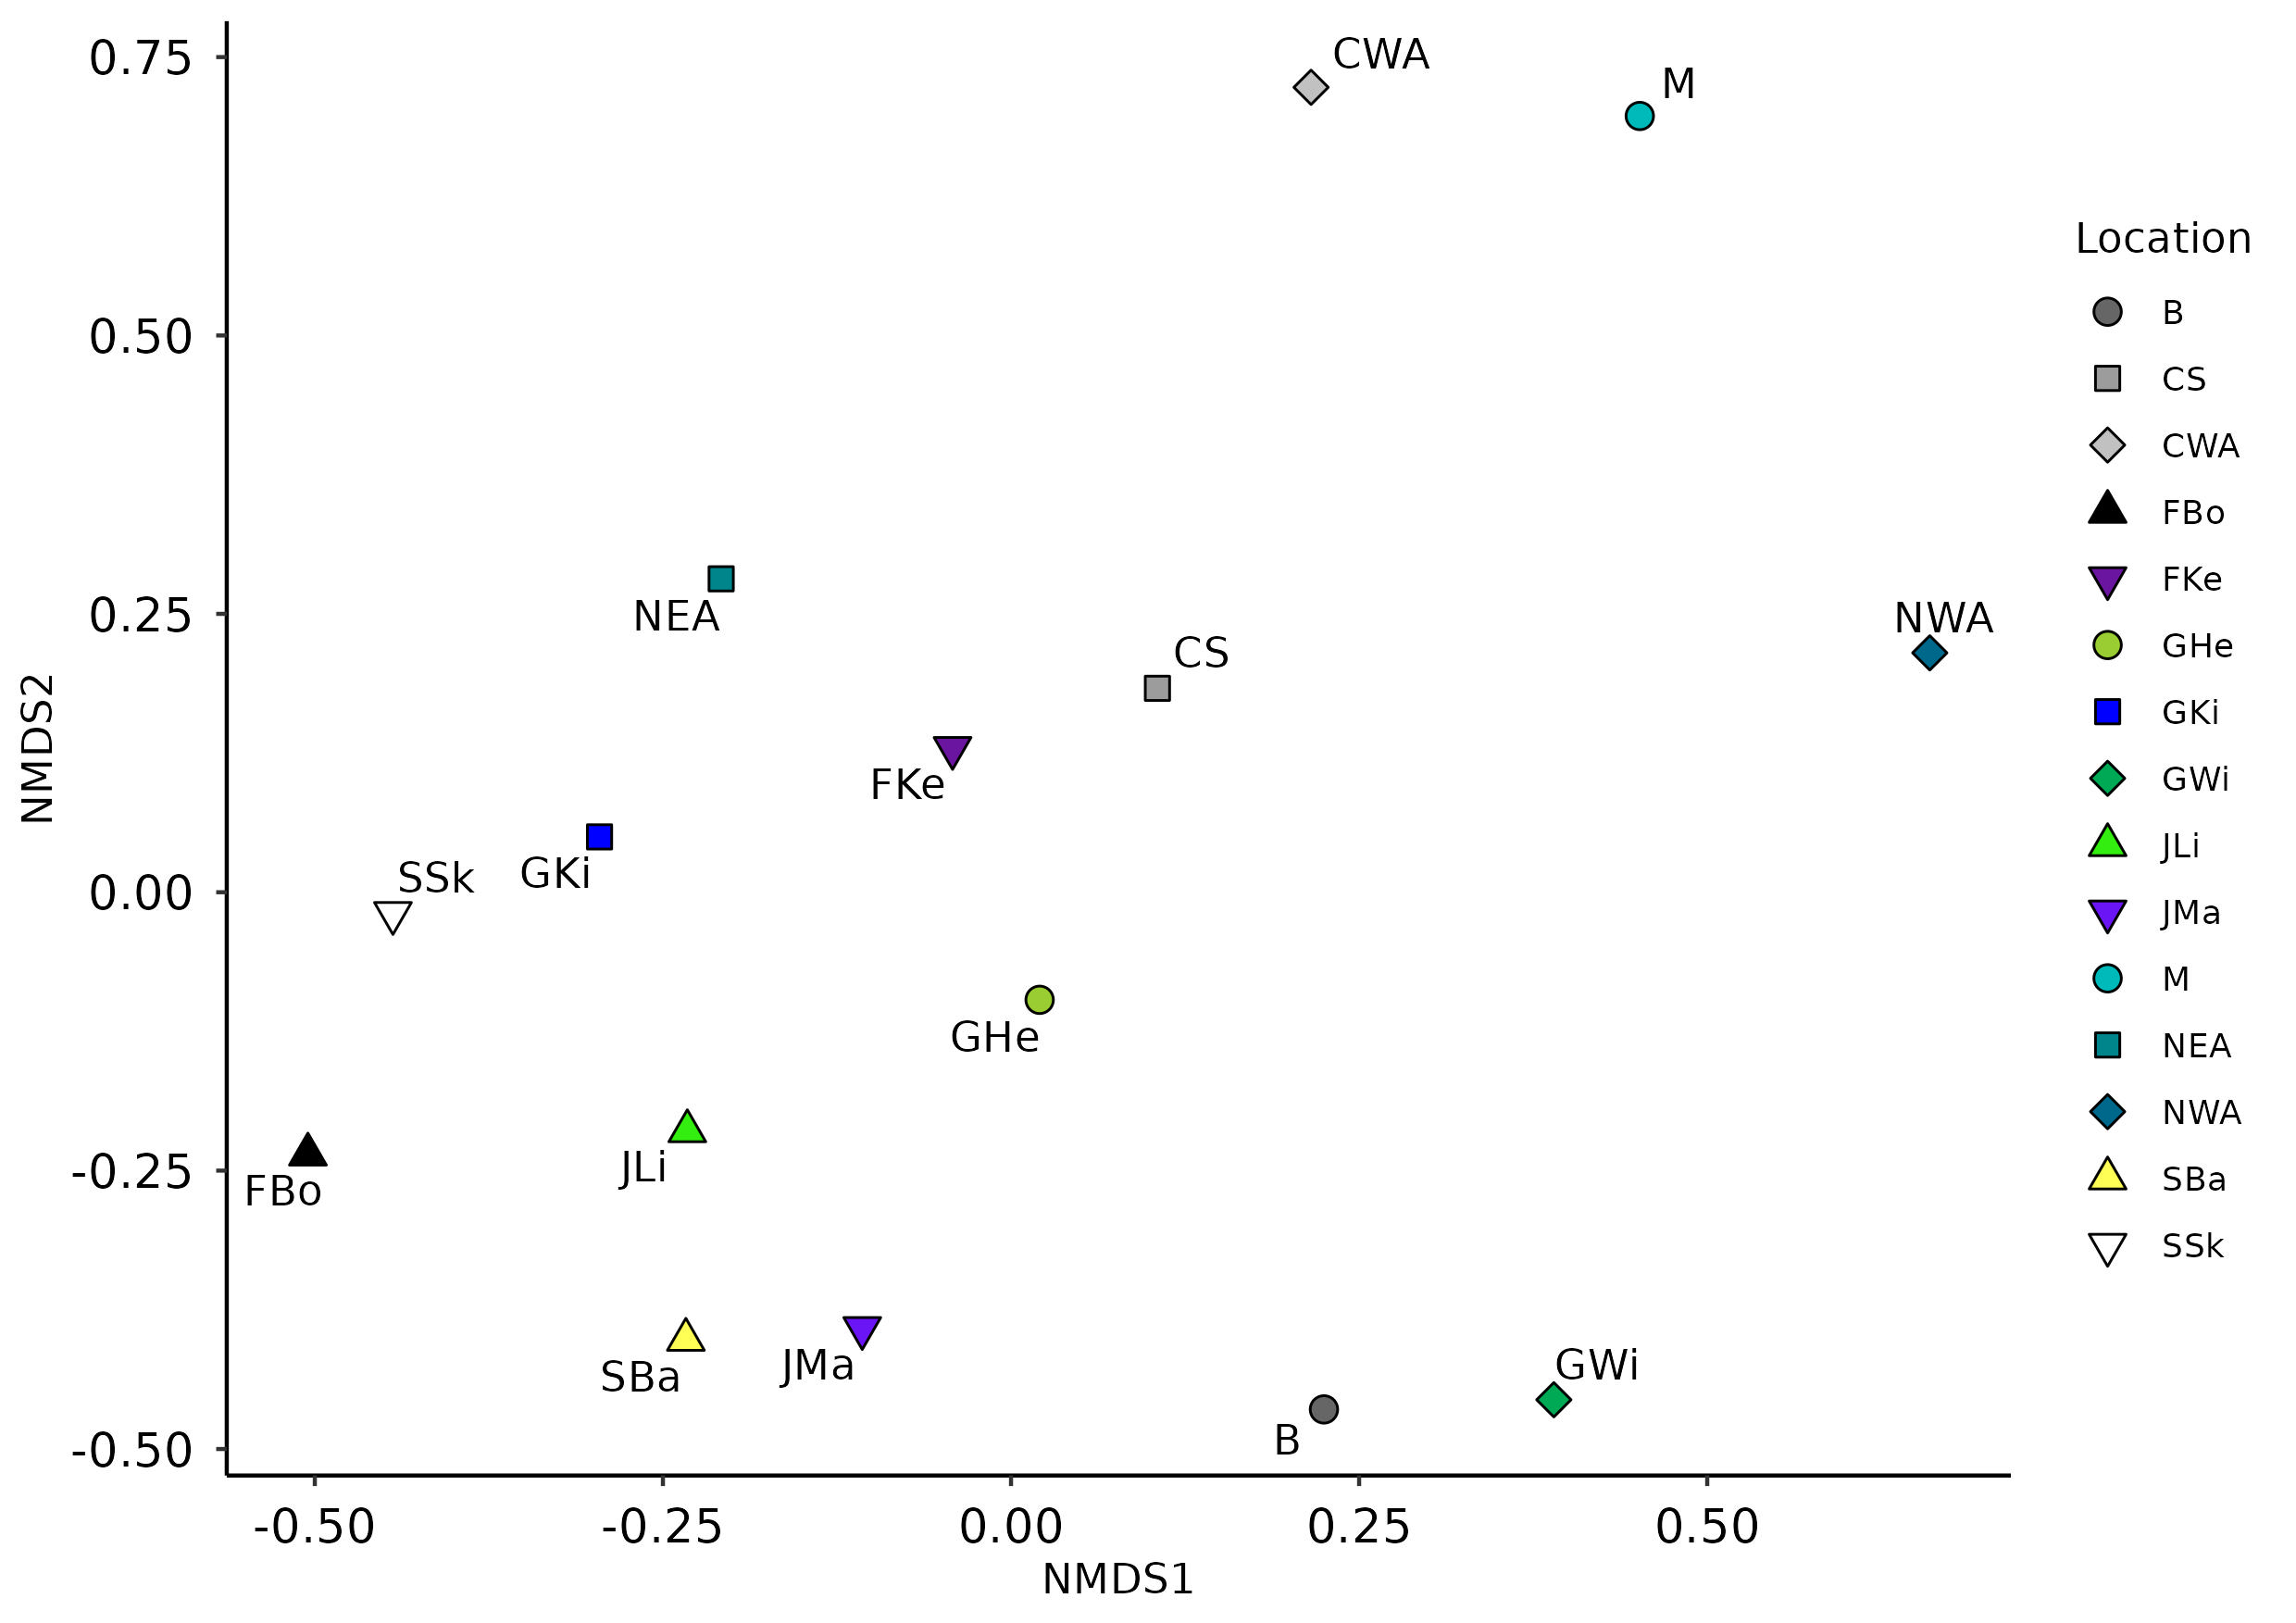 0.75
0.50
0.25
0.00
-0.25
-0.50
NMDS2
CWA
M
NEA
NWA
CS
FKe
GKi
SSk
GHe
JLi
FBo
SBa
JMa
GWi
B
-0.50
-0.25
0.00
0.25
0.50
NMDS1
Location
B
CS
CWA
FBo
FKe
GHe
GKi
GWi
JLi
JMa
M
NEA
NWA
SBa
SSk